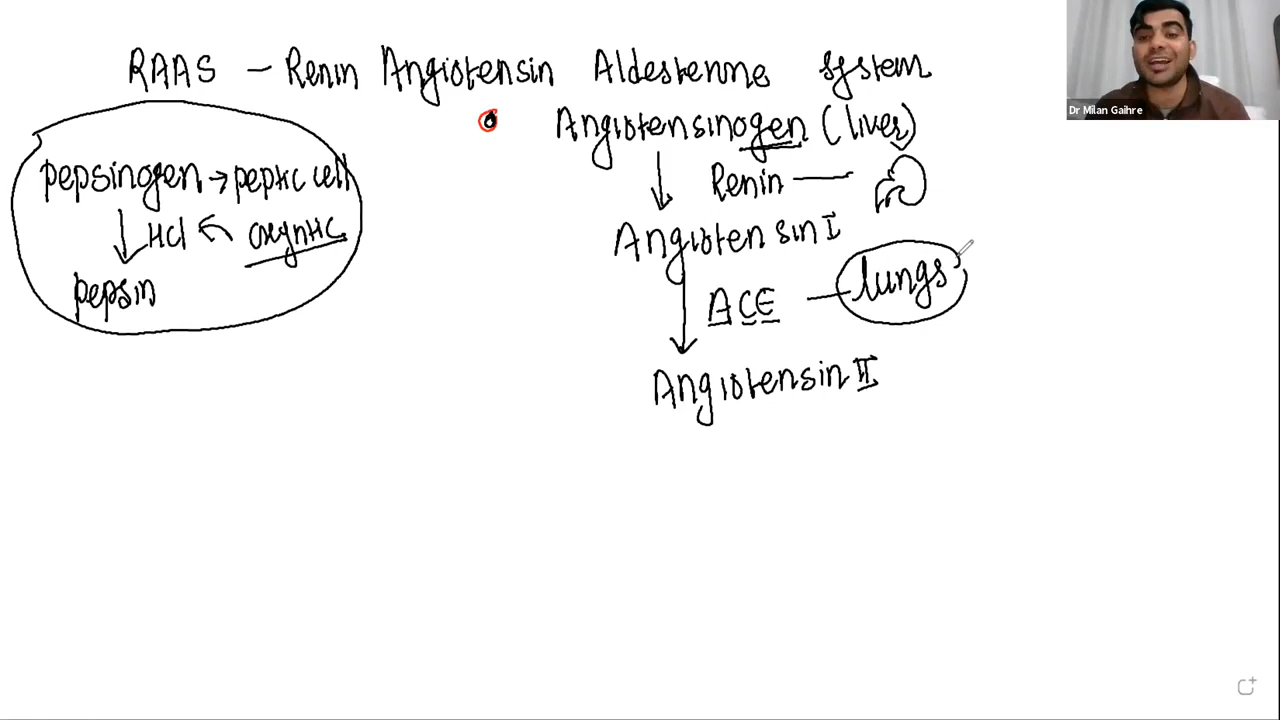 RAAS – Renin Angiotensin Aldesterone system
Dr Milan Gaihre
Angiotensinogen (liver)
pepsinogen → peptic cell
Renin —
HCl ← oxyntic
Angiotensin I
pepsin
ACE — lungs
Angiotensin II